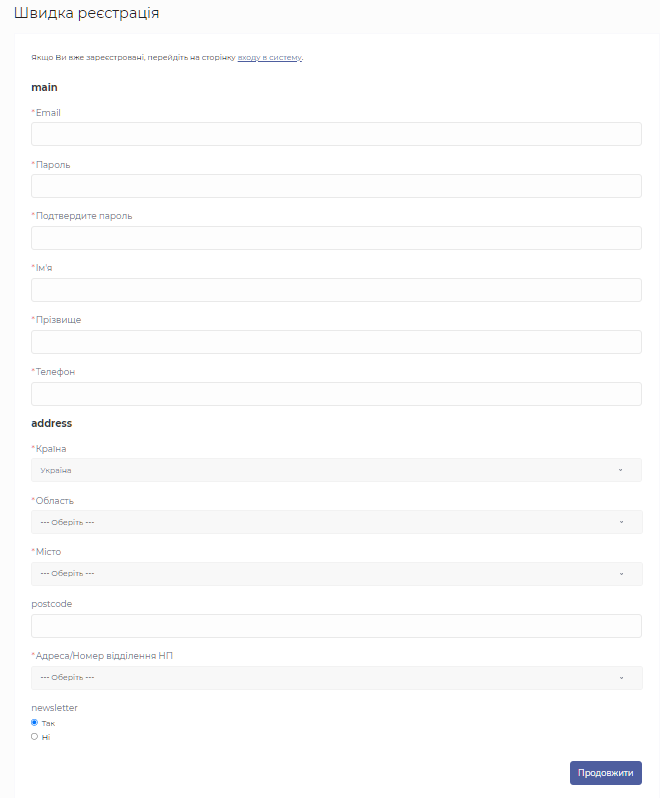 Швидка реєстрація
Якщо Ви вже зареєстровані, перейдіть на сторінку входу в систему.
main
*Email
*Пароль
*Подтвердите пароль
*Ім'я
*Прізвище
*Телефон
address
*Країна
Україна
*Область
--- Оберіть ---
*Місто
--- Оберіть ---
postcode
*Адреса/Номер відділення НП
--- Оберіть ---
newsletter
Так
Ні
Продовжити